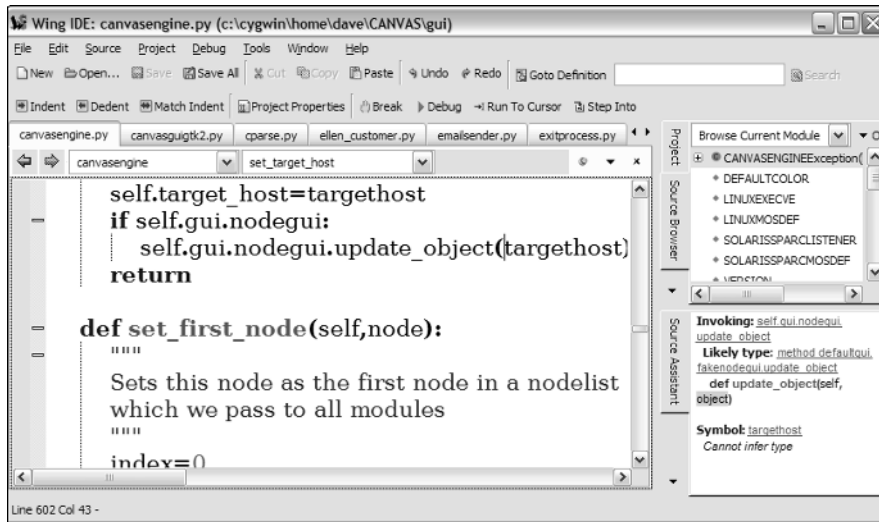 Wing IDE: canvasengine.py (c:\cygwin\home\dave\CANVAS\gui)
File Edit Source Project Debug Tools Window Help
New Open... Save Save All Cut Copy Paste Undo Redo Goto Definition Search
Indent Dedent Match Indent Project Properties Break Debug Run To Cursor Step Into
canvasengine.py canvasguigtk2.py cparse.py ellen_customer.py emailsender.py exitprocess.py
canvasengine set_target_host
self.target_host=targethost
if self.gui.nodegui:
self.gui.nodegui.update_object(targethost)
return
def set_first_node(self,node):
"""
Sets this node as the first node in a nodelist
which we pass to all modules
"""
index=0
Project
Source Browser
Source Assistant
Browse Current Module
CANVASENGINEException(
DEFAULTCOLOR
LINUXEXECVE
LINUXMOSDEF
SOLARISSPARCLISTENER
SOLARISSPARCMOSDEF
VERSION
Invoking: self.gui.nodegui.
update_object
Likely type: method defaultgui.
fakenodegui.update_object
def update_object(self,
object)
Symbol: targethost
Cannot infer type
Line 602 Col 43 -